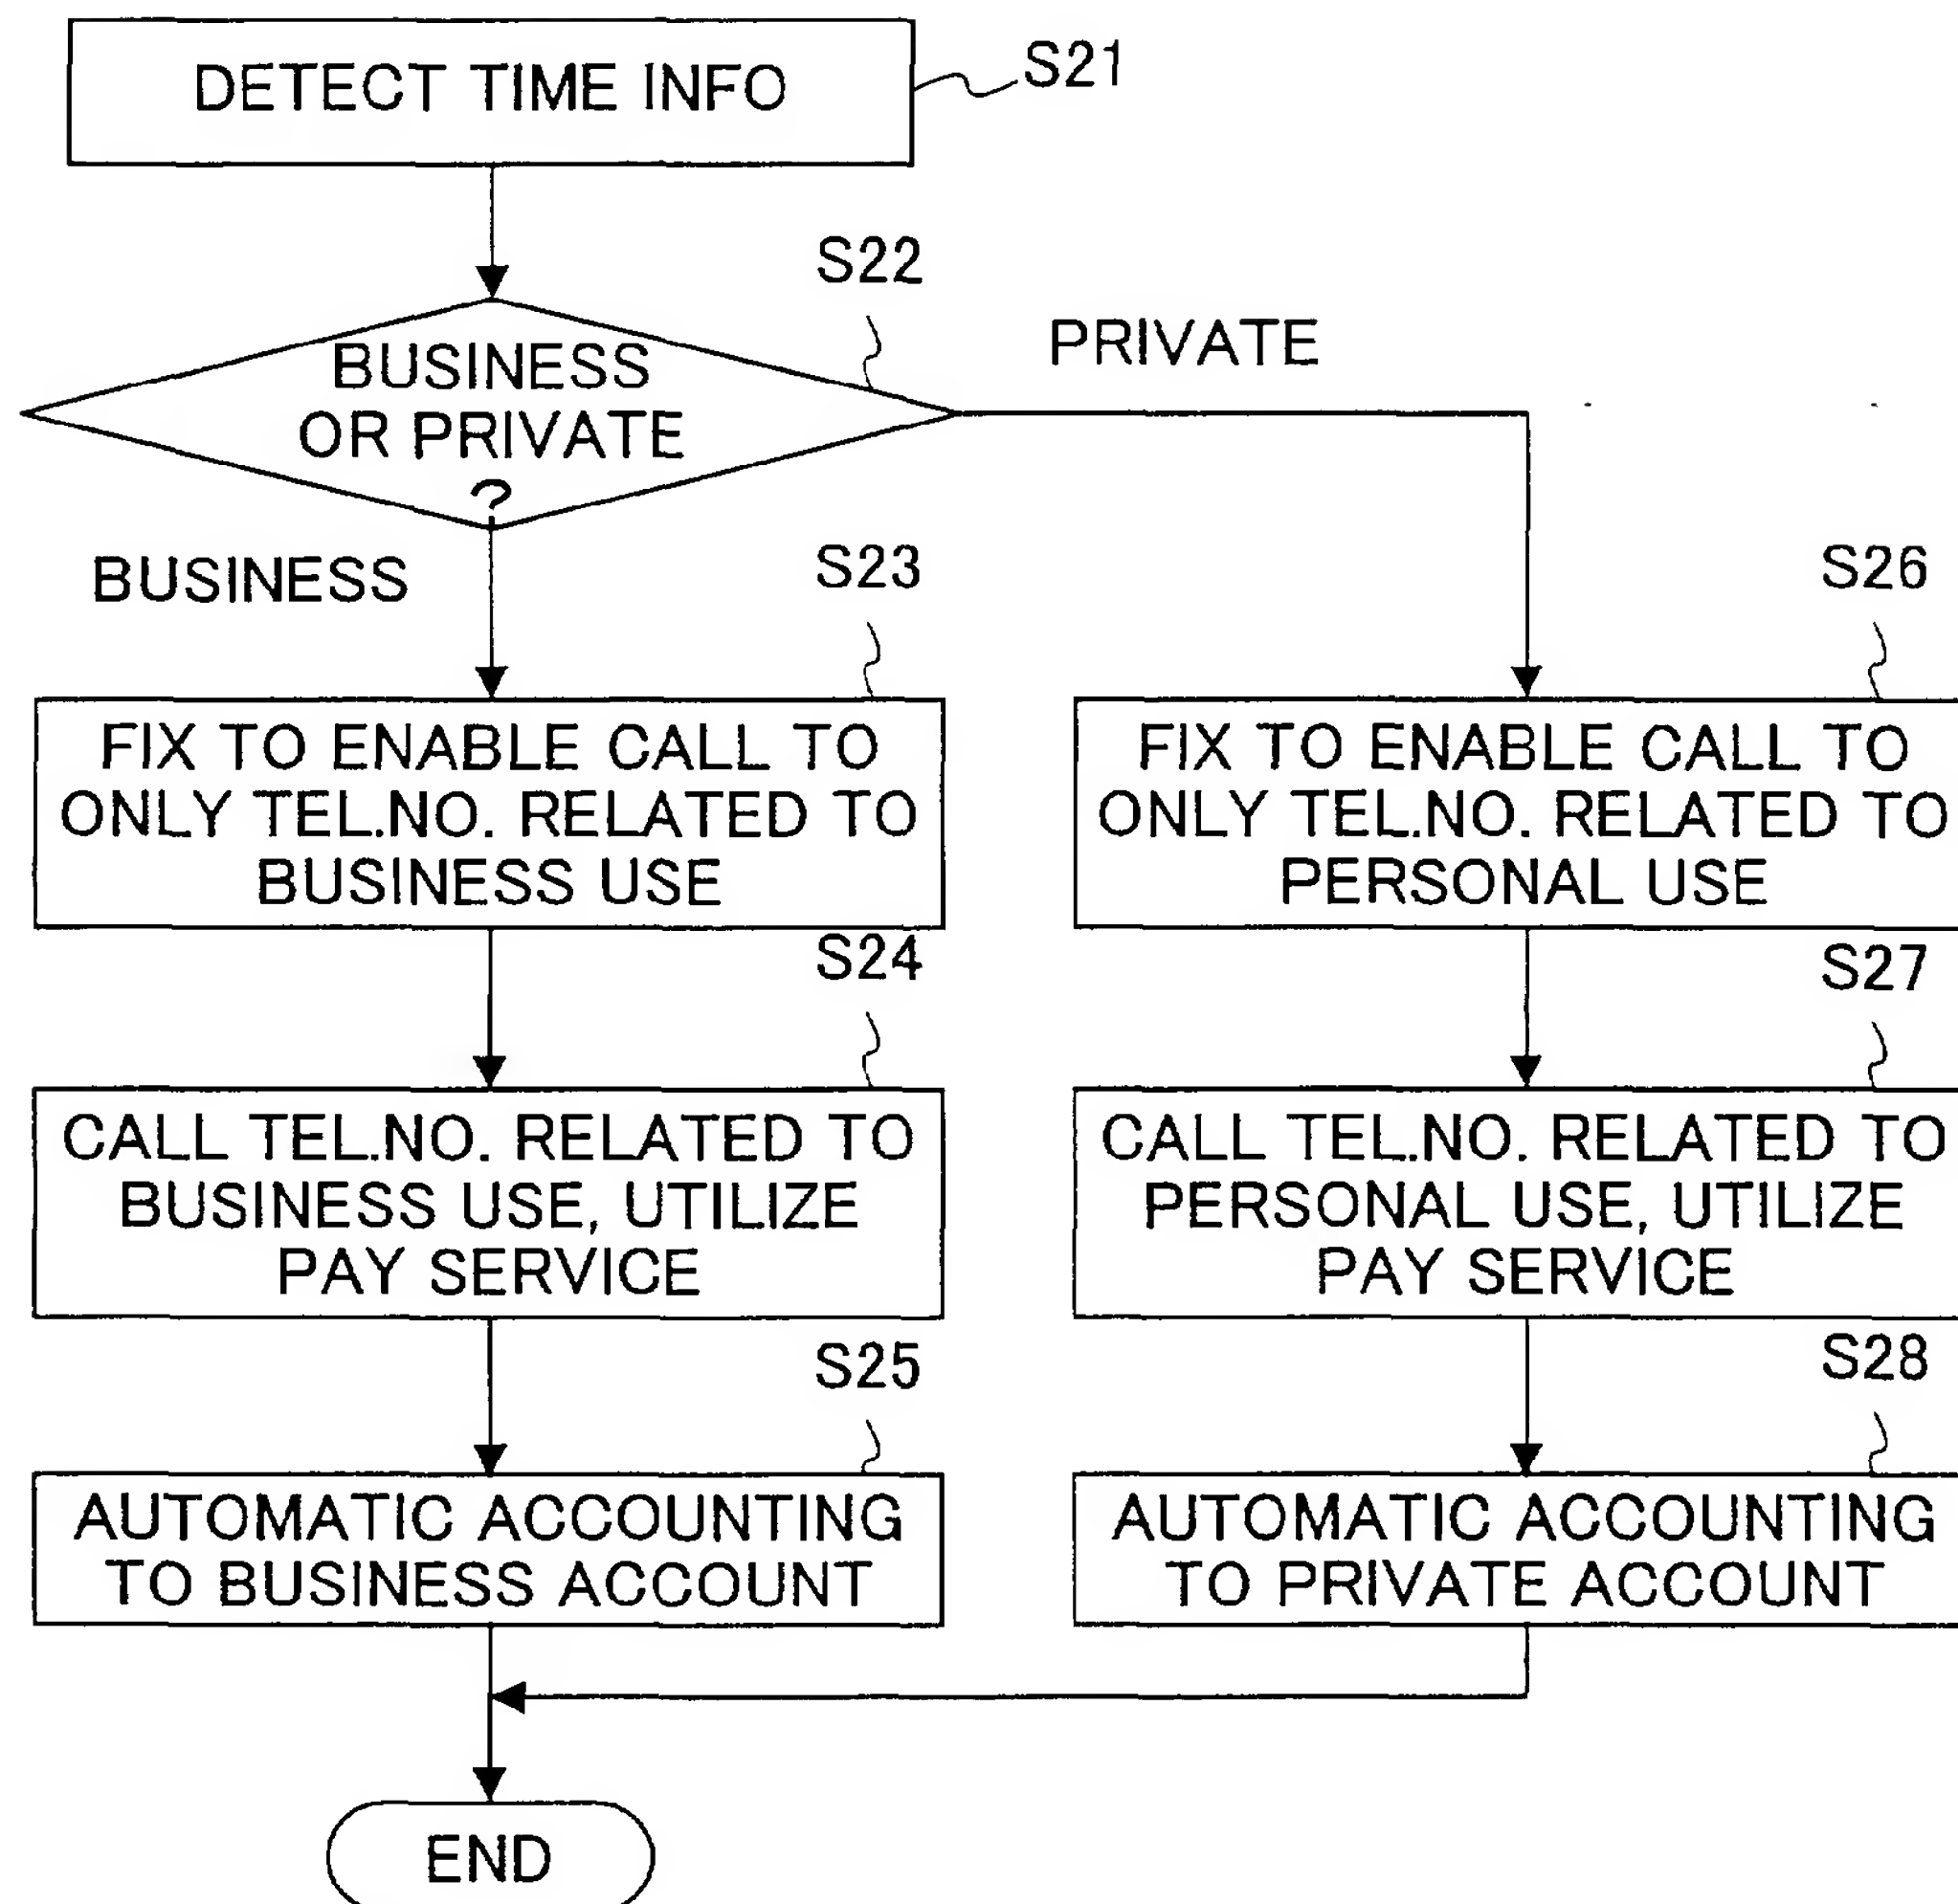 DETECT TIME INFO
S21
S22
BUSINESS
OR PRIVATE
?
PRIVATE
BUSINESS
S23
FIX TO ENABLE CALL TO
ONLY TEL.NO. RELATED TO
BUSINESS USE
S24
CALL TEL.NO. RELATED TO
BUSINESS USE, UTILIZE
PAY SERVICE
S25
AUTOMATIC ACCOUNTING
TO BUSINESS ACCOUNT
S26
FIX TO ENABLE CALL TO
ONLY TEL.NO. RELATED TO
PERSONAL USE
S27
CALL TEL.NO. RELATED TO
PERSONAL USE, UTILIZE
PAY SERVICE
S28
AUTOMATIC ACCOUNTING
TO PRIVATE ACCOUNT
END